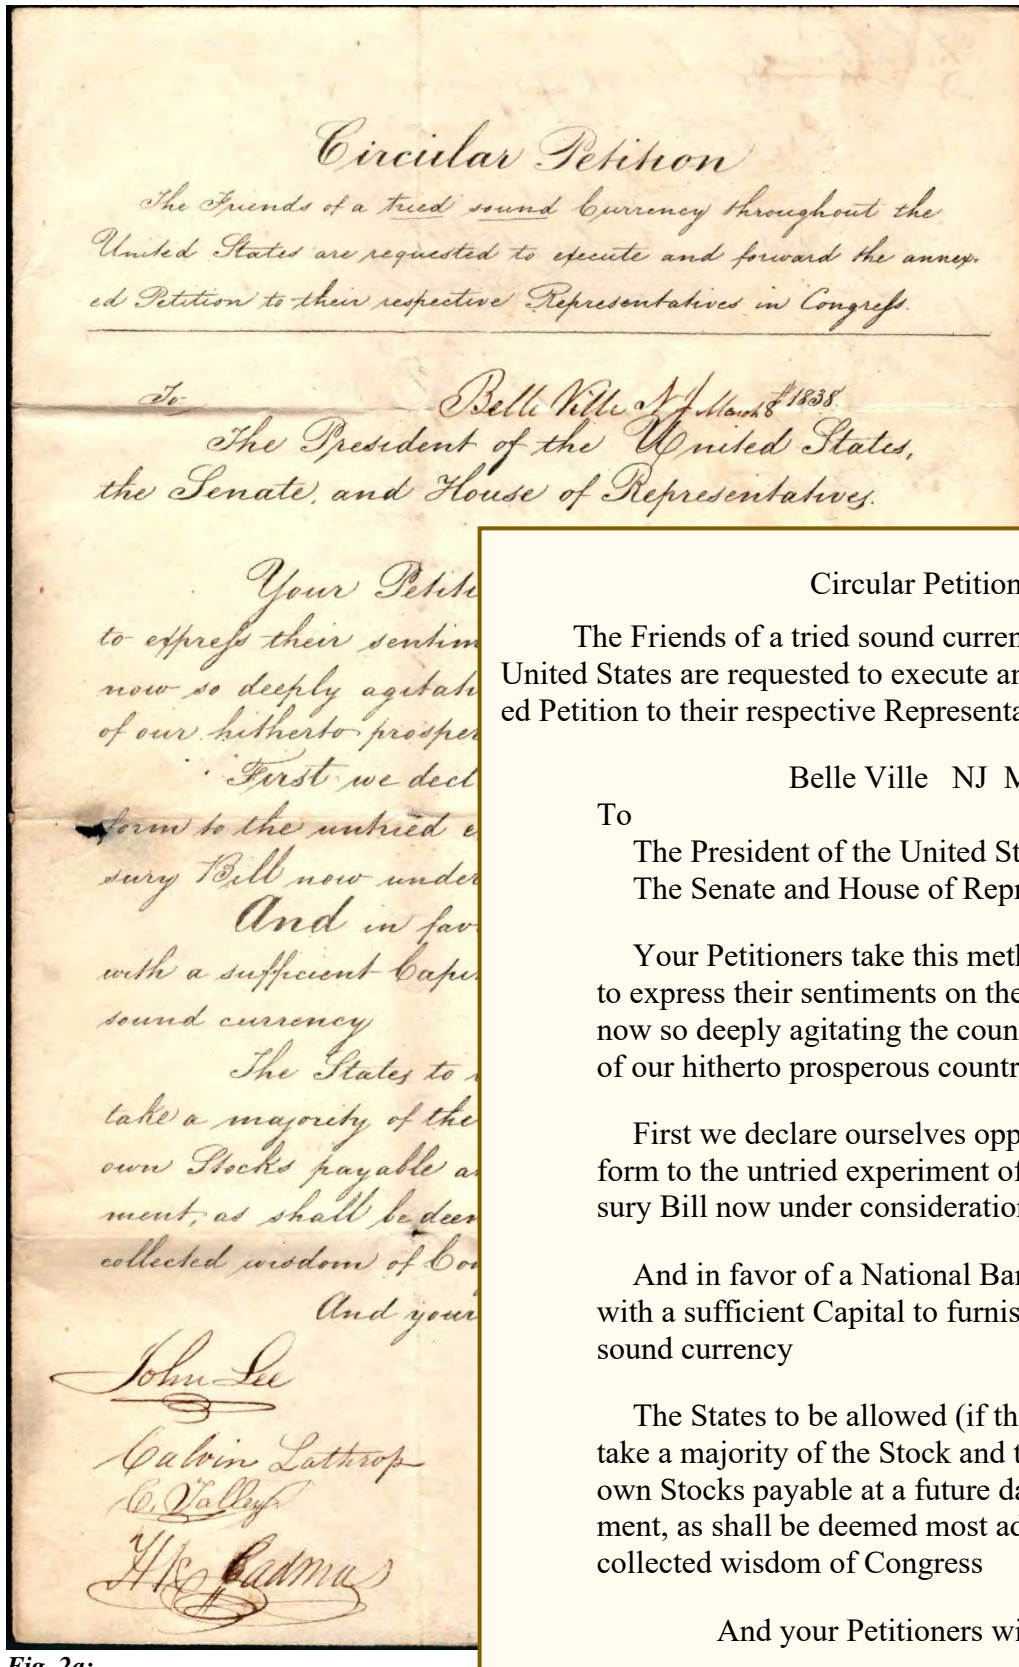 Circular Petition
The Friends of a tried sound Currency throughout the
United States are requested to execute and forward the annex-
ed Petition to their respective Representatives in Congress.
To
Belle Ville N J March 8 1838
The President of the United States,
the Senate, and House of Representatives.
Your Petiti
to express their sentim
now so deeply agitati
of our hitherto prosper
First we decl
form to the untried e
sury Bill now under
And in fav
with a sufficient Capi
sound currency
The States to
take a majority of the
own Stocks payable a
ment, as shall be deem
collected wisdom of Co
And your
John Lee
Calvin Lathrop
C. Talley
H K Cadmus
Fig. 2a:
Circular Petition
The Friends of a tried sound curren
United States are requested to execute an
ed Petition to their respective Representa
Belle Ville NJ M
To
The President of the United St
The Senate and House of Repr
Your Petitioners take this meth
to express their sentiments on the
now so deeply agitating the coun
of our hitherto prosperous countr
First we declare ourselves opp
form to the untried experiment of
sury Bill now under consideration
And in favor of a National Ban
with a sufficient Capital to furnis
sound currency
The States to be allowed (if th
take a majority of the Stock and t
own Stocks payable at a future da
ment, as shall be deemed most ad
collected wisdom of Congress
And your Petitioners wi